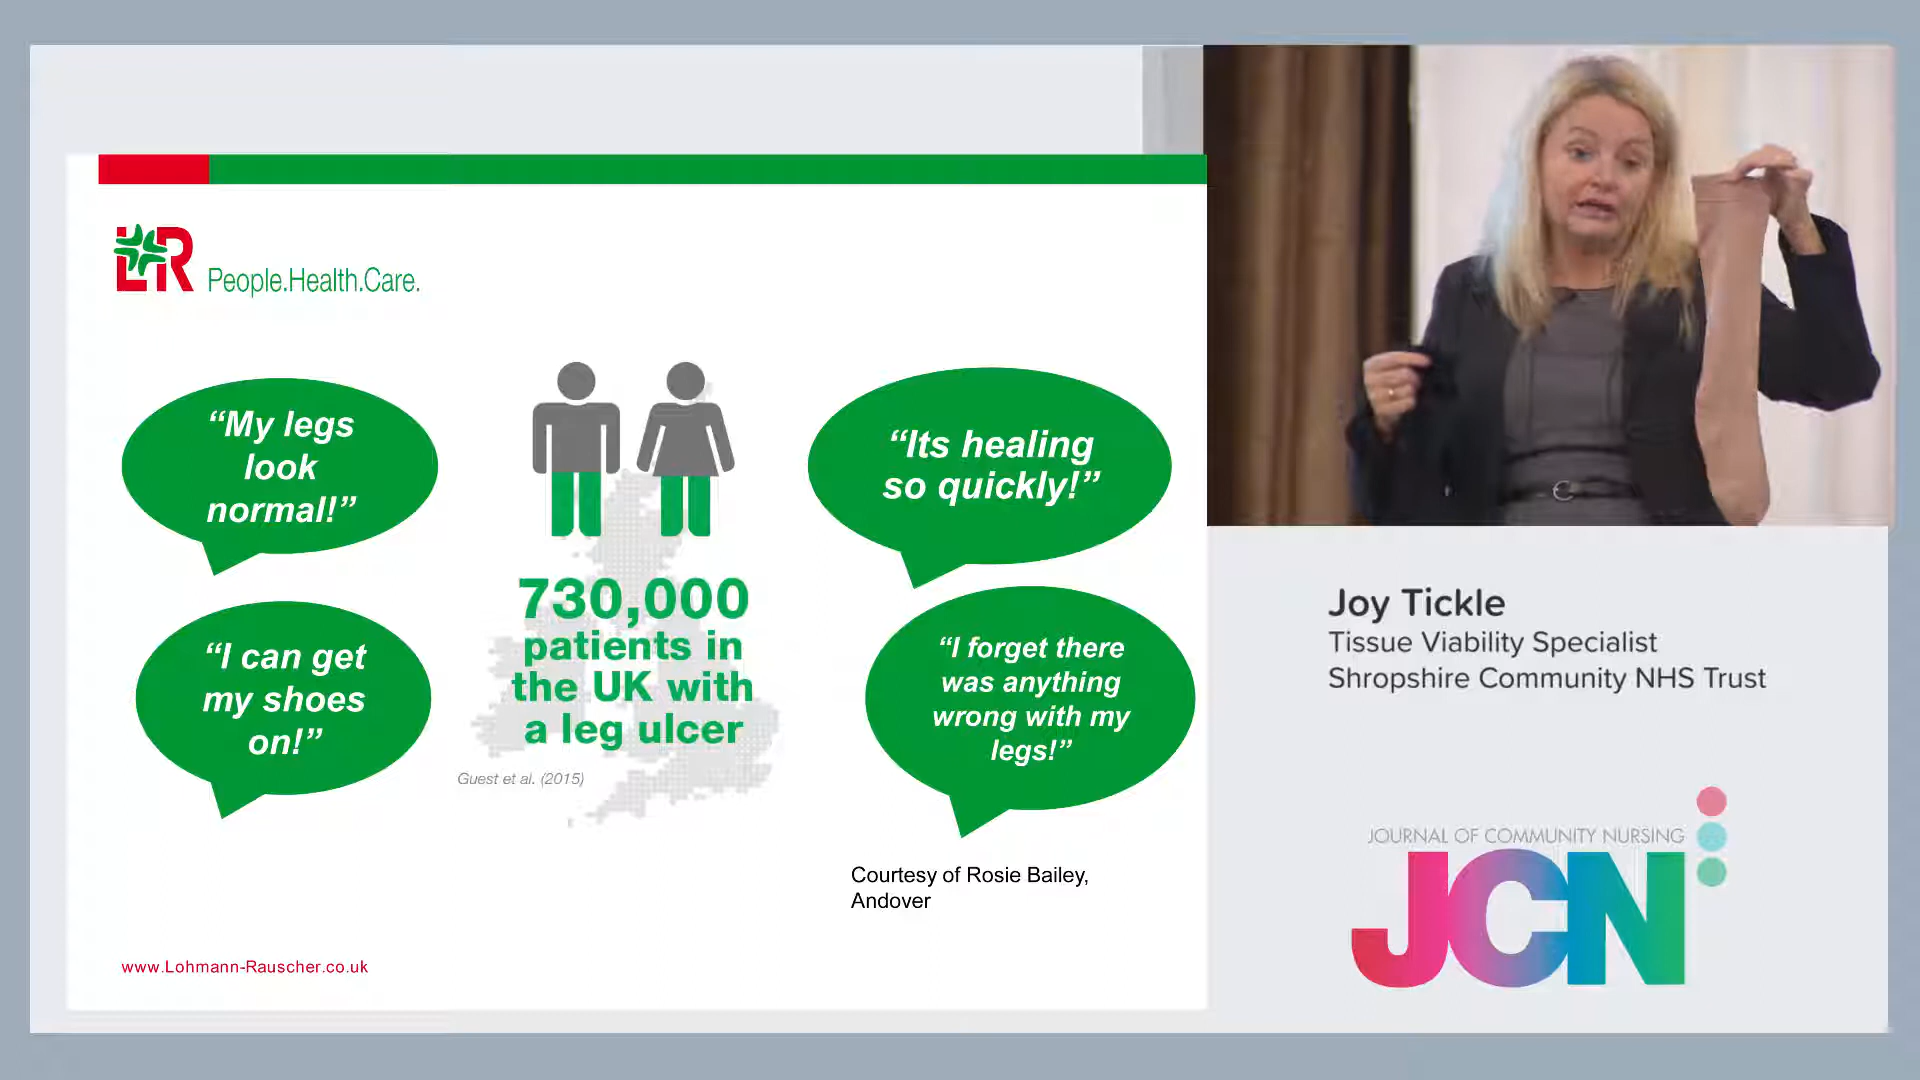 L&R People.Health.Care.
“My legs
look
normal!”
“I can get
my shoes
on!”
730,000
patients in
the UK with
a leg ulcer
Guest et al. (2015)
“Its healing
so quickly!”
“I forget there
was anything
wrong with my
legs!”
Courtesy of Rosie Bailey,
Andover
www.Lohmann-Rauscher.co.uk
Joy Tickle
Tissue Viability Specialist
Shropshire Community NHS Trust
JOURNAL OF COMMUNITY NURSING
JCN